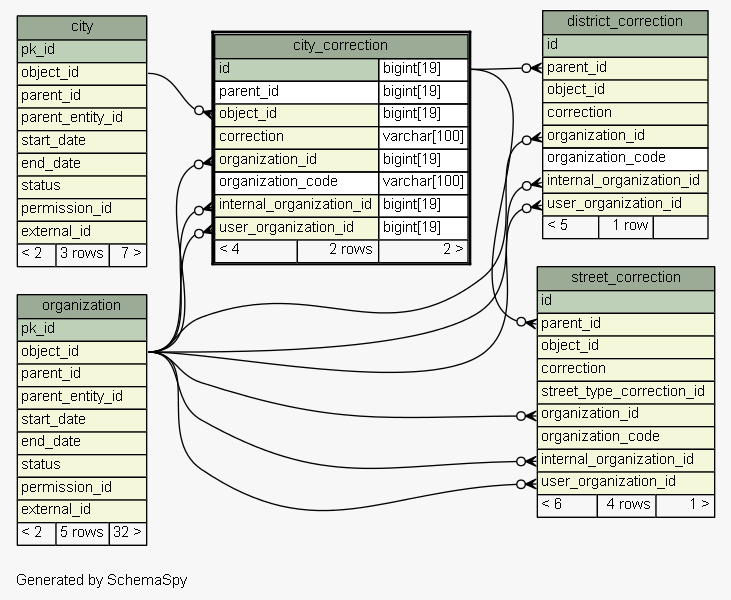 city
pk_id
object_id
parent_id
parent_entity_id
start_date
end_date
status
permission_id
external_id
< 2 3 rows 7 >
city_correction
id bigint[19]
parent_id bigint[19]
object_id bigint[19]
correction varchar[100]
organization_id bigint[19]
organization_code varchar[100]
internal_organization_id bigint[19]
user_organization_id bigint[19]
< 4 2 rows 2 >
district_correction
id
parent_id
object_id
correction
organization_id
organization_code
internal_organization_id
user_organization_id
< 5 1 row
organization
pk_id
object_id
parent_id
parent_entity_id
start_date
end_date
status
permission_id
external_id
< 2 5 rows 32 >
street_correction
id
parent_id
object_id
correction
street_type_correction_id
organization_id
organization_code
internal_organization_id
user_organization_id
< 6 4 rows 1 >
Generated by SchemaSpy